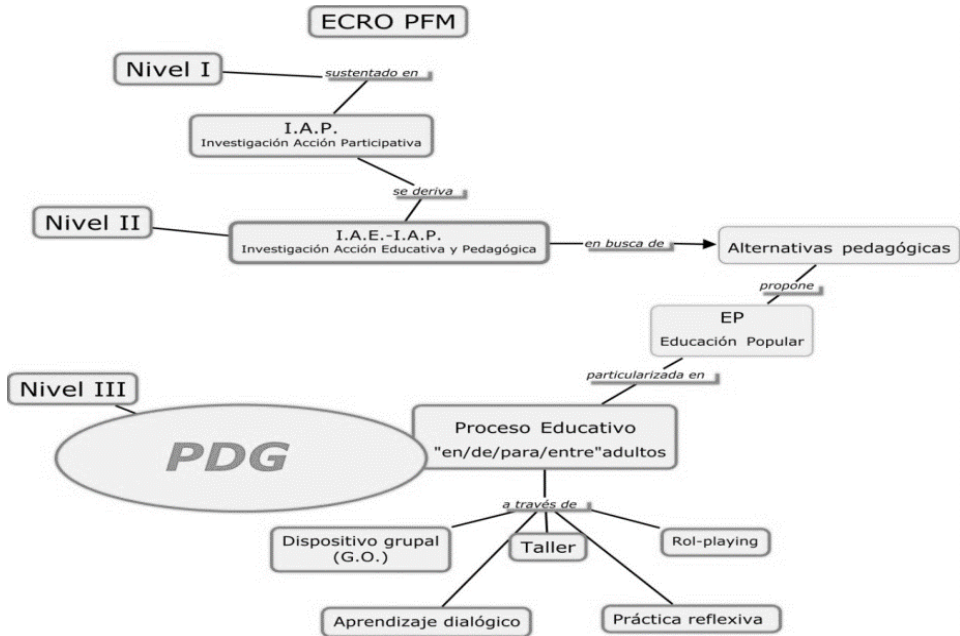 ECRO PFM
Nivel I
sustentado en
I.A.P.
Investigación Acción Participativa
se deriva
Nivel II
I.A.E.-I.A.P.
Investigación Acción Educativa y Pedagógica
en busca de
Alternativas pedagógicas
propone
EP
Educación Popular
particularizada en
Nivel III
PDG
Proceso Educativo
"en/de/para/entre"adultos
a través de
Dispositivo grupal
(G.O.)
Taller
Rol-playing
Aprendizaje dialógico
Práctica reflexiva